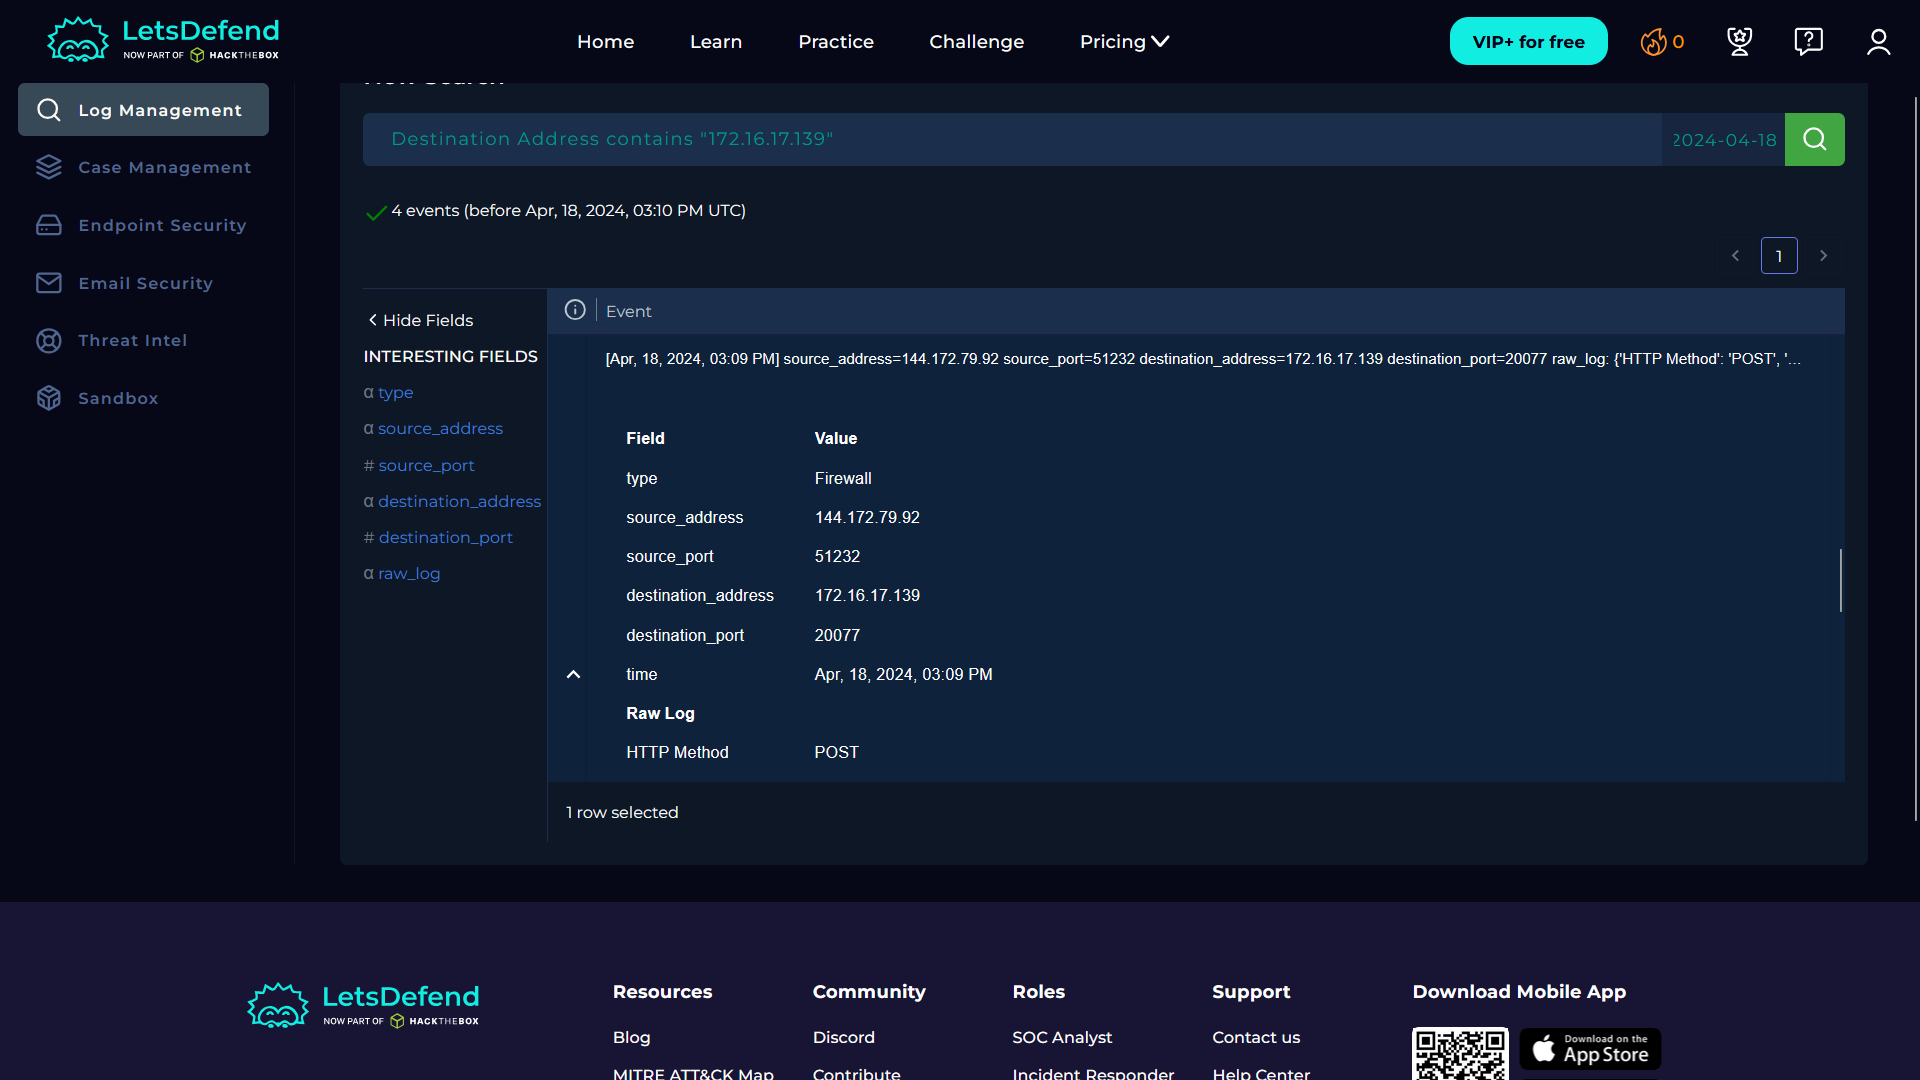 LetsDefend
NOW PART OF HACKTHEBOX
Home
Learn
Practice
Challenge
Pricing
VIP+ for free
0
Log Management
Case Management
Endpoint Security
Email Security
Threat Intel
Sandbox
Destination Address contains "172.16.17.139"
2024-04-18
4 events (before Apr, 18, 2024, 03:10 PM UTC)
1
Hide Fields
INTERESTING FIELDS
α type
α source_address
# source_port
α destination_address
# destination_port
α raw_log
Event
[Apr, 18, 2024, 03:09 PM] source_address=144.172.79.92 source_port=51232 destination_address=172.16.17.139 destination_port=20077 raw_log: {'HTTP Method': 'POST', '...
Field Value
type Firewall
source_address 144.172.79.92
source_port 51232
destination_address 172.16.17.139
destination_port 20077
time Apr, 18, 2024, 03:09 PM
Raw Log
HTTP Method POST
1 row selected
LetsDefend
NOW PART OF HACKTHEBOX
Resources
Blog
MITRE ATT&CK Map
Community
Discord
Contribute
Roles
SOC Analyst
Incident Responder
Support
Contact us
Help Center
Download Mobile App
Download on the
App Store